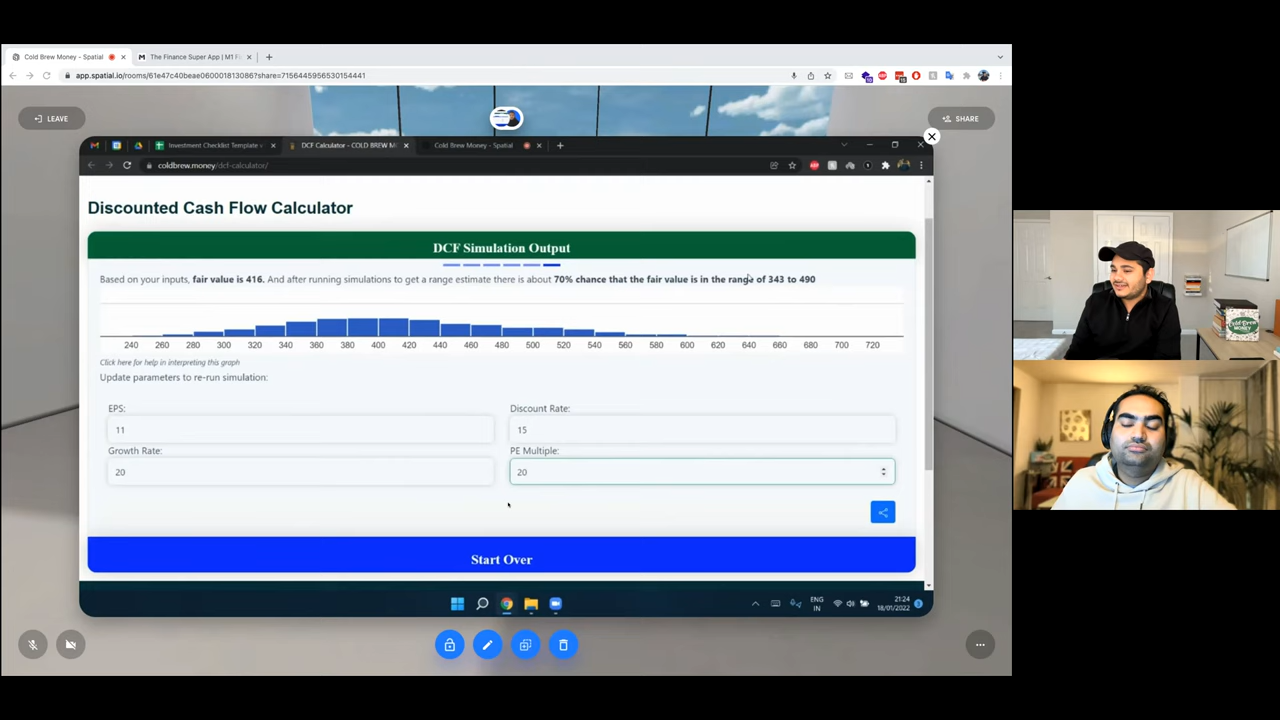 Cold Brew Money - Spatial
The Finance Super App | M1 Fi
app.spatial.io/rooms/61e47c40beae060001813086?share=7156445956530154441
LEAVE
SHARE
Investment Checklist Template
DCF Calculator - COLD BREW M
Cold Brew Money - Spatial
coldbrew.money/dcf-calculator/
Discounted Cash Flow Calculator
DCF Simulation Output
Based on your inputs, fair value is 416. And after running simulations to get a range estimate there is about 70% chance that the fair value is in the range of 343 to 490
240 260 280 300 320 340 360 380 400 420 440 460 480 500 520 540 560 580 600 620 640 660 680 700 720
Click here for help in interpreting this graph
Update parameters to re-run simulation:
EPS:
Discount Rate:
11
15
Growth Rate:
PE Multiple:
20
20
Start Over
ENG
IN
21:24
18/01/2022
Cold Brew
MONEY